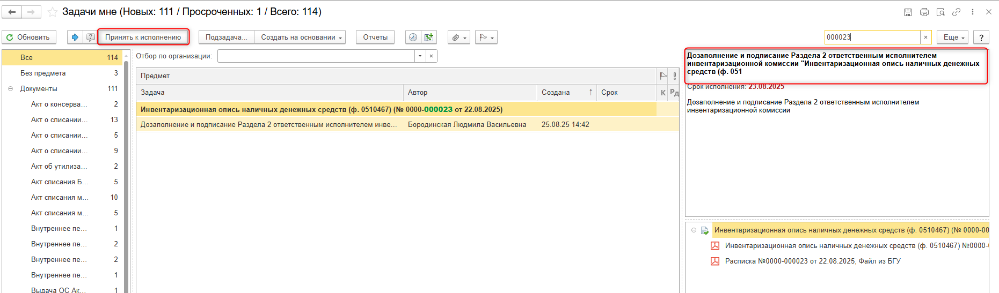 Задачи мне (Новых: 111 / Просроченных: 1 / Всего: 114)
Обновить
Принять к исполнению
Подзадача...
Создать на основании
Отчеты
000023
×
Еще
?
Все 114
Без предмета 3
Документы 111
Акт о консерва... 2
Акт о списании... 13
Акт о списании... 5
Акт о списании... 9
Акт об утилиза... 2
Акт списания Б... 5
Акт списания м... 10
Акт списания м... 5
Внутреннее пе... 1
Внутреннее пе... 2
Внутреннее пе... 2
Внутреннее пе... 1
Выдача ОС Ак... 1
Отбор по организации:
Предмет
Задача Автор Создана ↑ Срок К Рд
Инвентаризационная опись наличных денежных средств (ф. 0510467) (№ 0000-000023 от 22.08.2025)
Дозаполнение и подписание Раздела 2 ответственным исполнителем инве... Бородинская Людмила Васильевна 25.08.25 14:42
Дозаполнение и подписание Раздела 2 ответственным исполнителем
инвентаризационной комиссии "Инвентаризационная опись наличных денежных
средств (ф. 051
Срок исполнения: 23.08.2025
Дозаполнение и подписание Раздела 2 ответственным исполнителем
инвентаризационной комиссии
Инвентаризационная опись наличных денежных средств (ф. 0510467) (№ 0000-00
Инвентаризационная опись наличных денежных средств (ф. 0510467) №0000-
Расписка №0000-000023 от 22.08.2025, Файл из БГУ